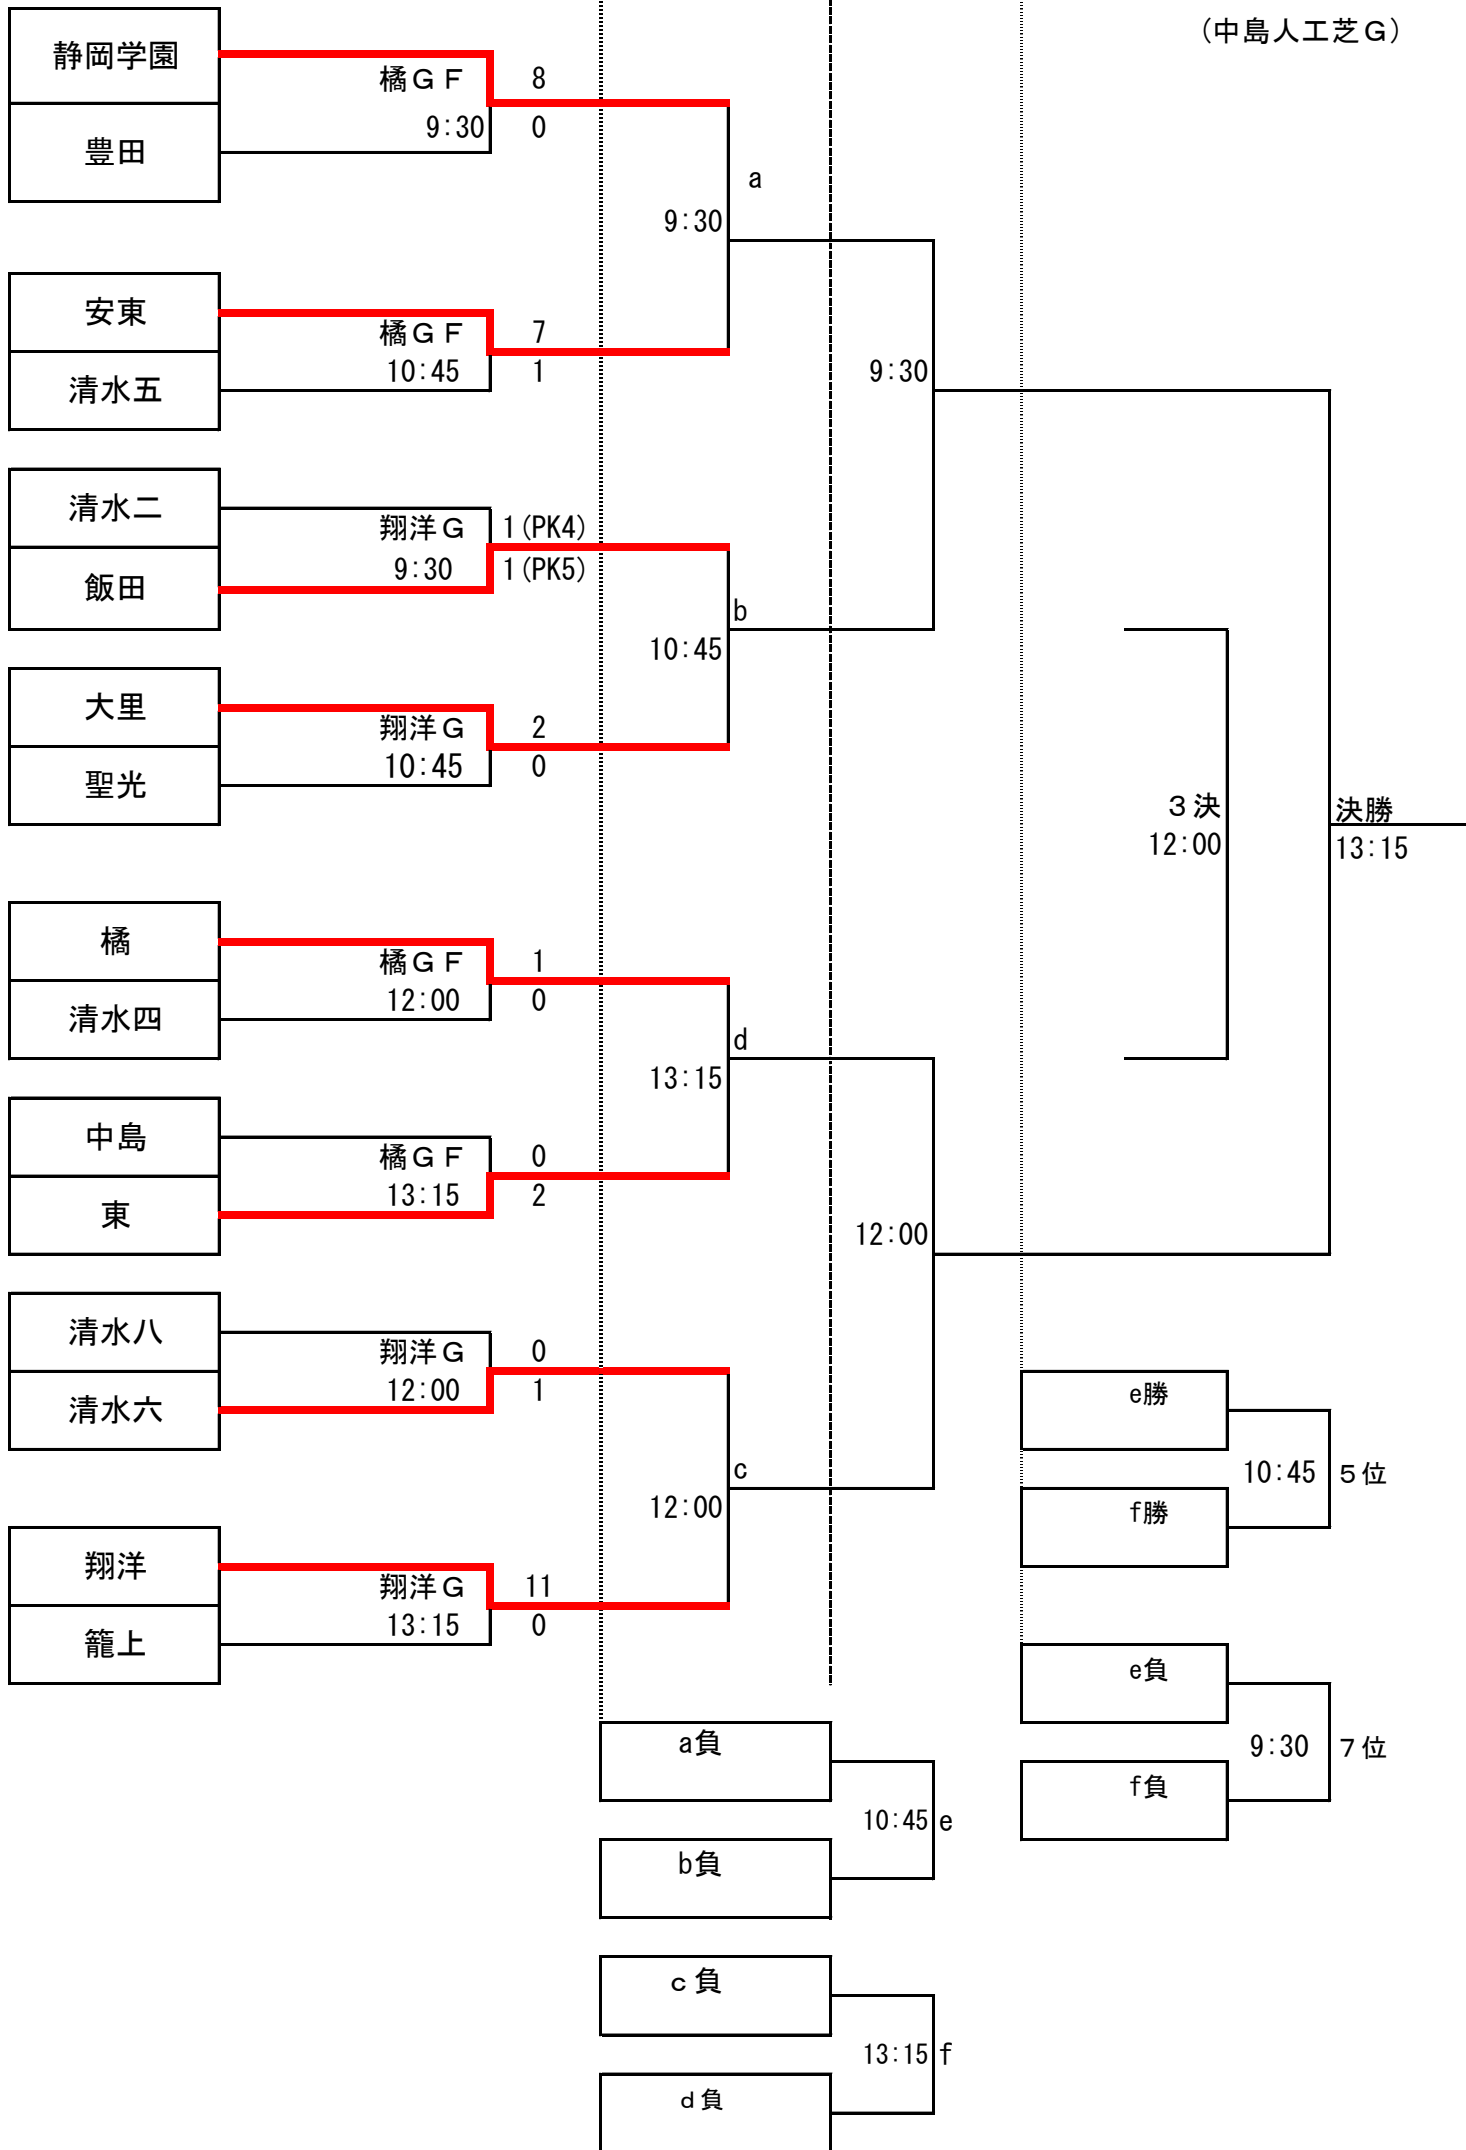 (中島人工芝G)
静岡学園
橘GF
8
豊田
9:30
0
a
9:30
安東
橘GF
7
清水五
10:45
1
9:30
清水二
翔洋G
1(PK4)
飯田
9:30
1(PK5)
b
10:45
大里
翔洋G
2
聖光
10:45
0
3決
12:00
決勝
13:15
橘
橘GF
1
清水四
12:00
0
d
13:15
中島
橘GF
0
東
13:15
2
12:00
清水八
翔洋G
0
清水六
12:00
1
c
12:00
翔洋
翔洋G
11
籠上
13:15
0
e勝
10:45
5位
f勝
e負
9:30
7位
f負
a負
10:45
e
b負
c負
13:15
f
d負